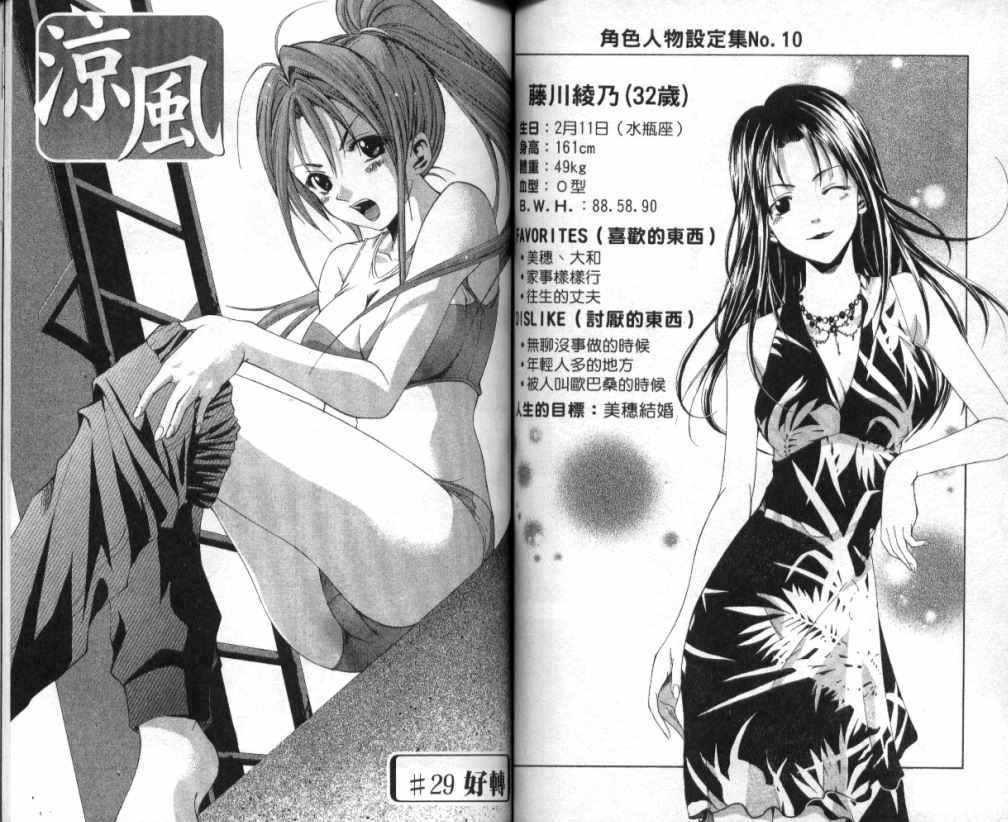 涼風
#29 好轉
角色人物設定集No.10
藤川綾乃(32歲)
生日：2月11日（水瓶座）
身高：161cm
體重：49kg
血型：Ｏ型
B.W.H.：88.58.90
FAVORITES(喜歡的東西)
・美穗、大和
・家事樣樣行
・往生的丈夫
DISLIKE(討厭的東西)
・無聊沒事做的時候
・年輕人多的地方
・被人叫歐巴桑的時候
人生的目標：美穗結婚